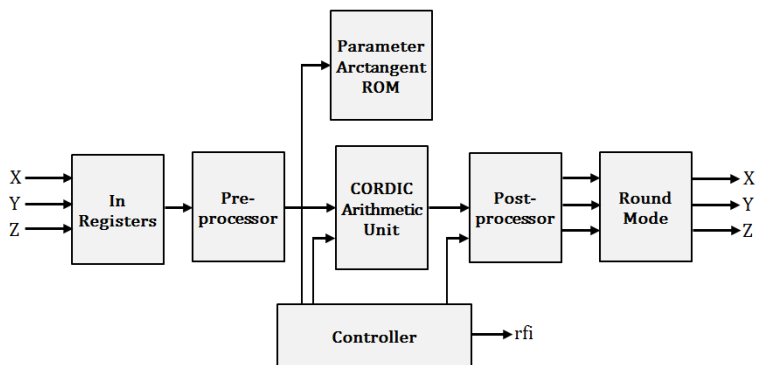 Parameter
Arctangent
ROM
X
Y
Z
In
Registers
Pre-
processor
CORDIC
Arithmetic
Unit
Post-
processor
Round
Mode
X
Y
Z
Controller
rfi